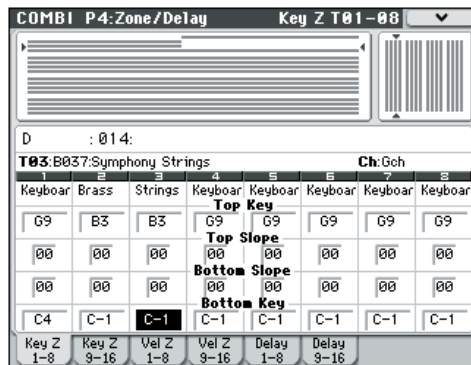 COMBI P4:Zone/Delay Key Z T01-08
D :014:
T03:B037:Symphony Strings Ch:Gch
1 2 3 4 5 6 7 8
Keyboar Brass Strings Keyboar Keyboar Keyboar Keyboar Keyboar
Top Key
G9 B3 B3 G9 G9 G9 G9 G9
Top Slope
00 00 00 00 00 00 00 00
Bottom Slope
00 00 00 00 00 00 00 00
Bottom Key
C4 C-1 C-1 C-1 C-1 C-1 C-1 C-1
Key Z 1-8 Key Z 9-16 Vel Z 1-8 Vel Z 9-16 Delay 1-8 Delay 9-16